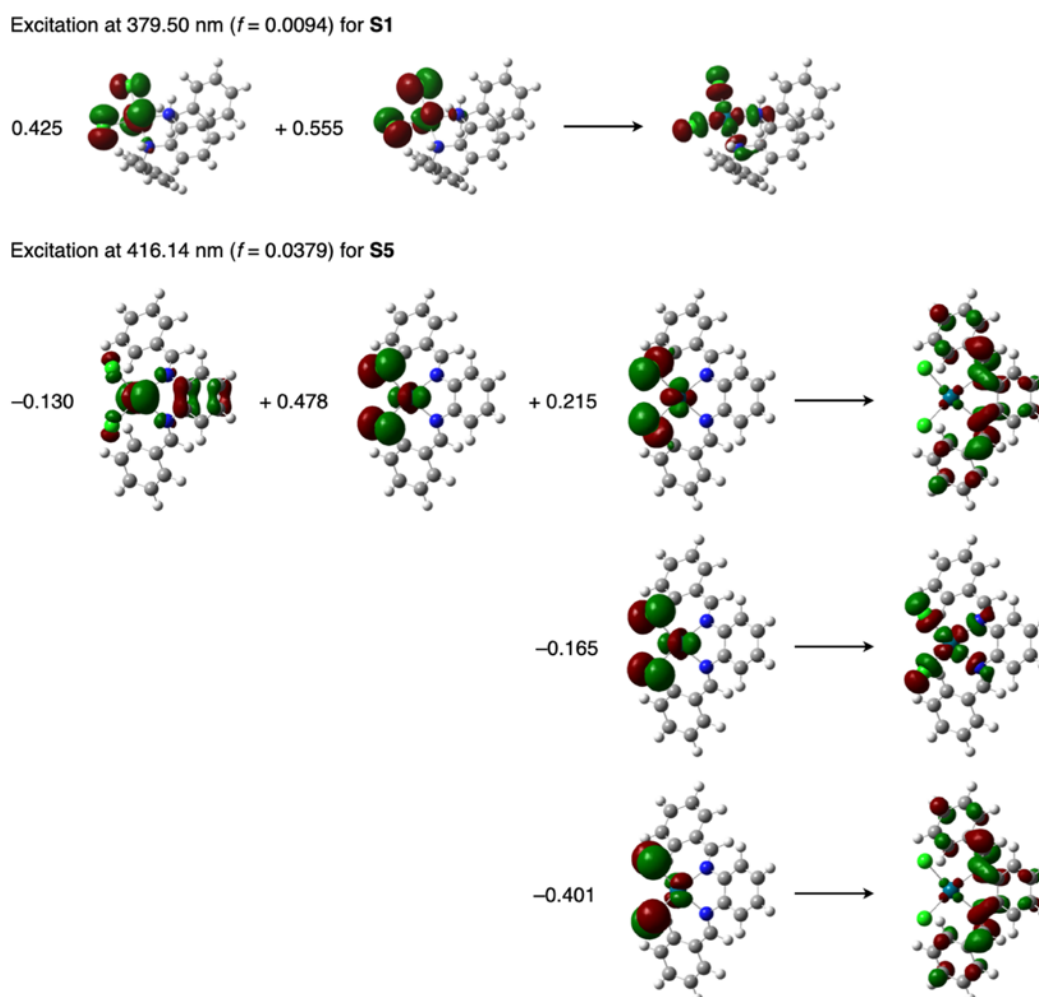 Excitation at 379.50 nm (f = 0.0094) for S1
0.425 + 0.555
Excitation at 416.14 nm (f = 0.0379) for S5
–0.130 + 0.478 + 0.215
–0.165
–0.401